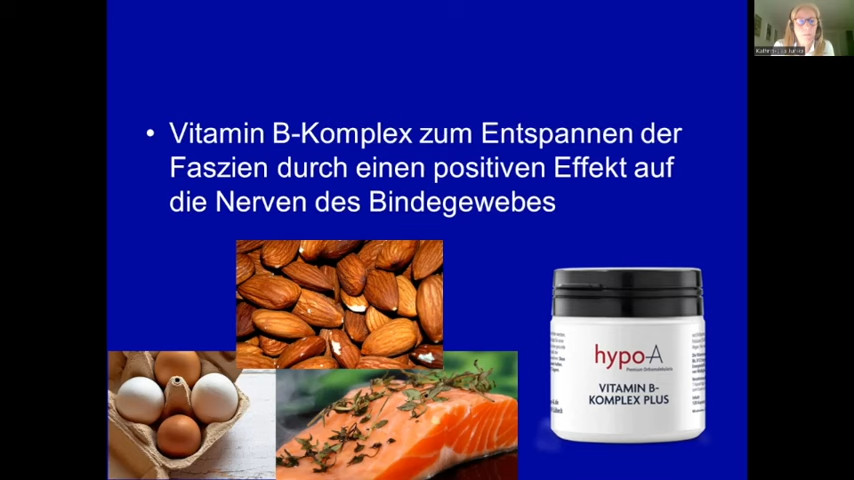 • Vitamin B-Komplex zum Entspannen der
Faszien durch einen positiven Effekt auf
die Nerven des Bindegewebes
hypo-A
Premium Orthomolekularia
VITAMIN B-
KOMPLEX PLUS